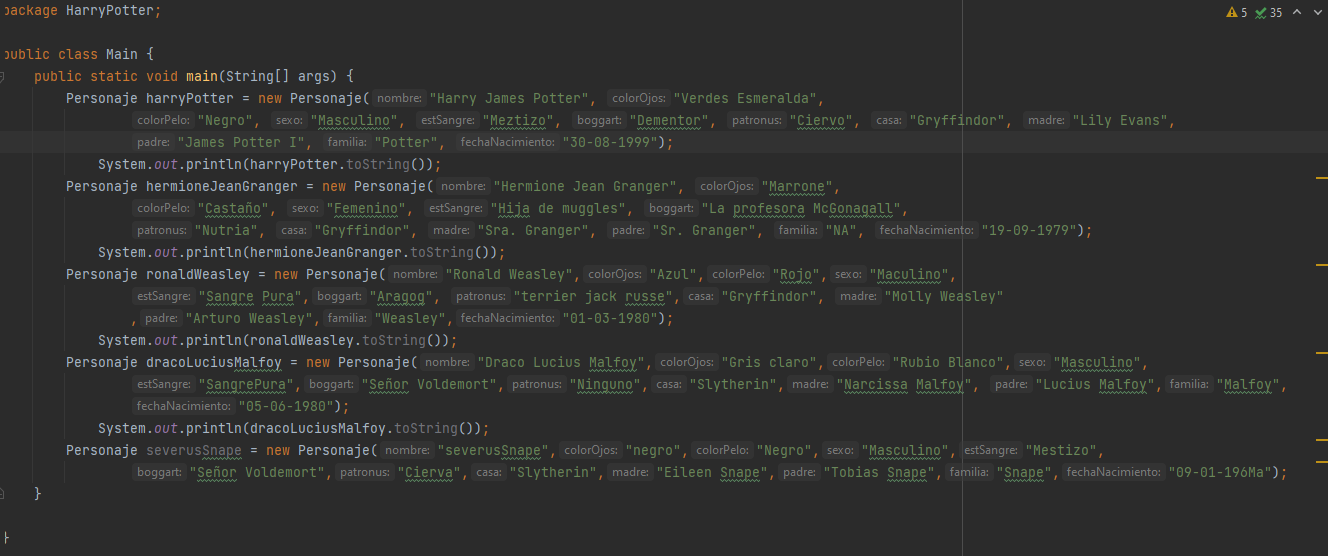 package HarryPotter;
5 35
public class Main {
public static void main(String[] args) {
Personaje harryPotter = new Personaje( nombre: "Harry James Potter", colorOjos: "Verdes Esmeralda",
colorPelo: "Negro", sexo: "Masculino", estSangre: "Meztizo", boggart: "Dementor", patronus: "Ciervo", casa: "Gryffindor", madre: "Lily Evans",
padre: "James Potter I", familia: "Potter", fechaNacimiento: "30-08-1999");
System.out.println(harryPotter.toString());
Personaje hermioneJeanGranger = new Personaje( nombre: "Hermione Jean Granger", colorOjos: "Marrone",
colorPelo: "Castaño", sexo: "Femenino", estSangre: "Hija de muggles", boggart: "La profesora McGonagall",
patronus: "Nutria", casa: "Gryffindor", madre: "Sra. Granger", padre: "Sr. Granger", familia: "NA", fechaNacimiento: "19-09-1979");
System.out.println(hermioneJeanGranger.toString());
Personaje ronaldWeasley = new Personaje( nombre: "Ronald Weasley", colorOjos: "Azul", colorPelo: "Rojo", sexo: "Maculino",
estSangre: "Sangre Pura", boggart: "Aragog", patronus: "terrier jack russe", casa: "Gryffindor", madre: "Molly Weasley"
, padre: "Arturo Weasley", familia: "Weasley", fechaNacimiento: "01-03-1980");
System.out.println(ronaldWeasley.toString());
Personaje dracoLuciusMalfoy = new Personaje( nombre: "Draco Lucius Malfoy", colorOjos: "Gris claro", colorPelo: "Rubio Blanco", sexo: "Masculino",
estSangre: "SangrePura", boggart: "Señor Voldemort", patronus: "Ninguno", casa: "Slytherin", madre: "Narcissa Malfoy", padre: "Lucius Malfoy", familia: "Malfoy",
fechaNacimiento: "05-06-1980");
System.out.println(dracoLuciusMalfoy.toString());
Personaje severusSnape = new Personaje( nombre: "severusSnape", colorOjos: "negro", colorPelo: "Negro", sexo: "Masculino", estSangre: "Mestizo",
boggart: "Señor Voldemort", patronus: "Cierva", casa: "Slytherin", madre: "Eileen Snape", padre: "Tobias Snape", familia: "Snape", fechaNacimiento: "09-01-196Ma");
}
}